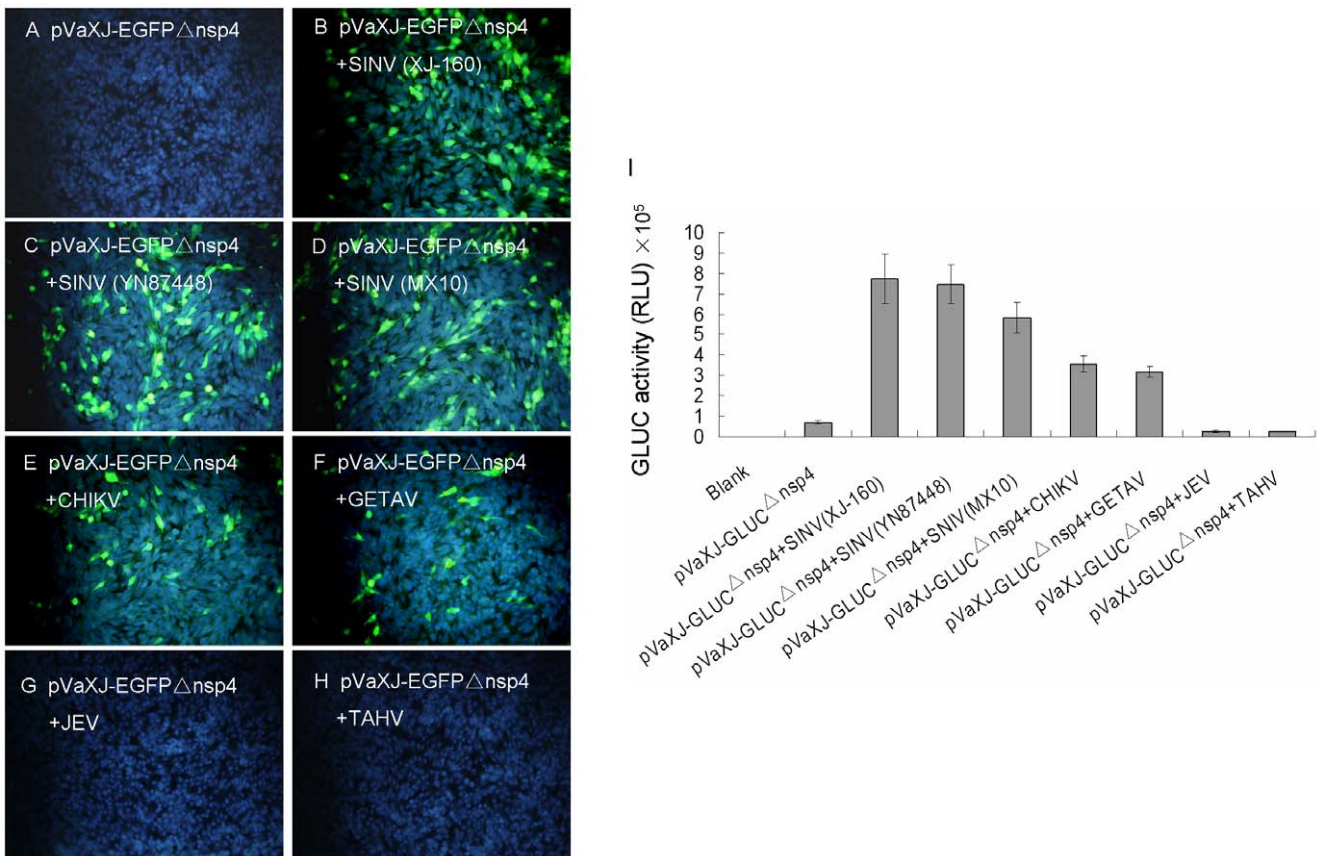 A pVaXJ-EGFP△nsp4
B pVaXJ-EGFP△nsp4
+SINV (XJ-160)
C pVaXJ-EGFP△nsp4
+SINV (YN87448)
D pVaXJ-EGFP△nsp4
+SINV (MX10)
E pVaXJ-EGFP△nsp4
+CHIKV
F pVaXJ-EGFP△nsp4
+GETAV
G pVaXJ-EGFP△nsp4
+JEV
H pVaXJ-EGFP△nsp4
+TAHV
I
GLUC activity (RLU) ×10⁵
10
9
8
7
6
5
4
3
2
1
0
Blank
pVaXJ-GLUC△nsp4
pVaXJ-GLUC△nsp4+SINV(XJ-160)
pVaXJ-GLUC△nsp4+SINV(YN87448)
pVaXJ-GLUC△nsp4+SNIV(MX10)
pVaXJ-GLUC△nsp4+CHIKV
pVaXJ-GLUC△nsp4+GETAV
pVaXJ-GLUC△nsp4+JEV
pVaXJ-GLUC△nsp4+TAHV